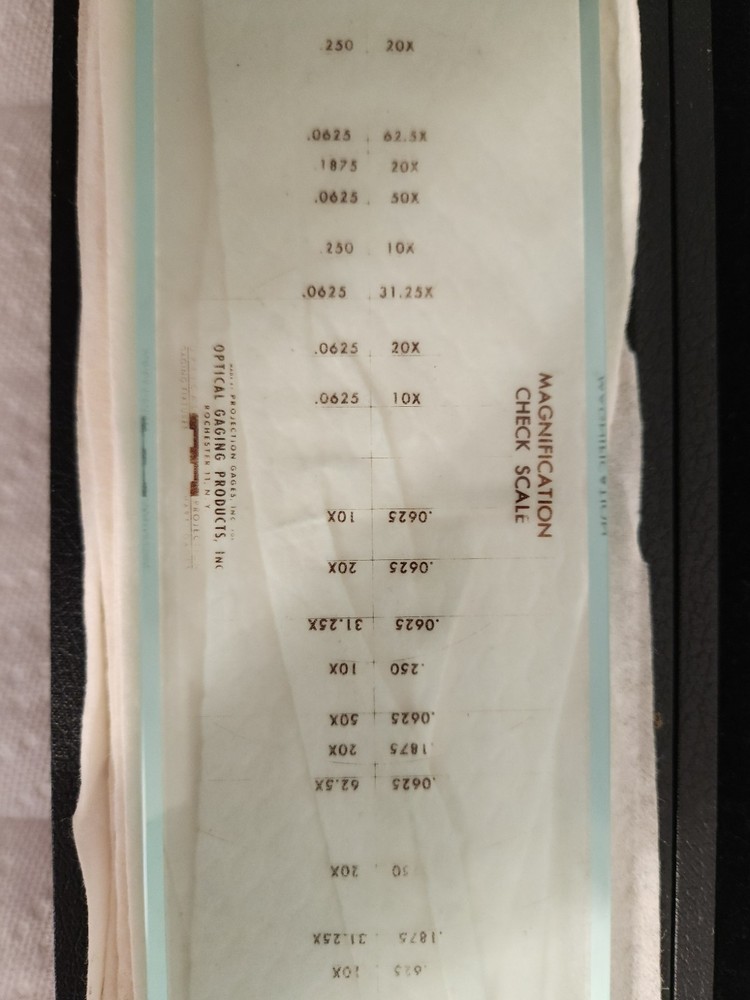 .250 20X
.0625 62.5X
1875 20X
.0625 50X
.250 10X
.0625 31.25X
.0625 20X
.0625 10X
MAGNIFICATION
CHECK SCALE
PROJECTION GAGES, INC
OPTICAL GAGING PRODUCTS, INC
ROCHESTER 11, N. Y.
.0625 10X
.0625 20X
.0625 31.25X
.250 10X
.0625 50X
.1875 20X
.0625 62.5X
50 20X
.1875 31.25X
.625 10X